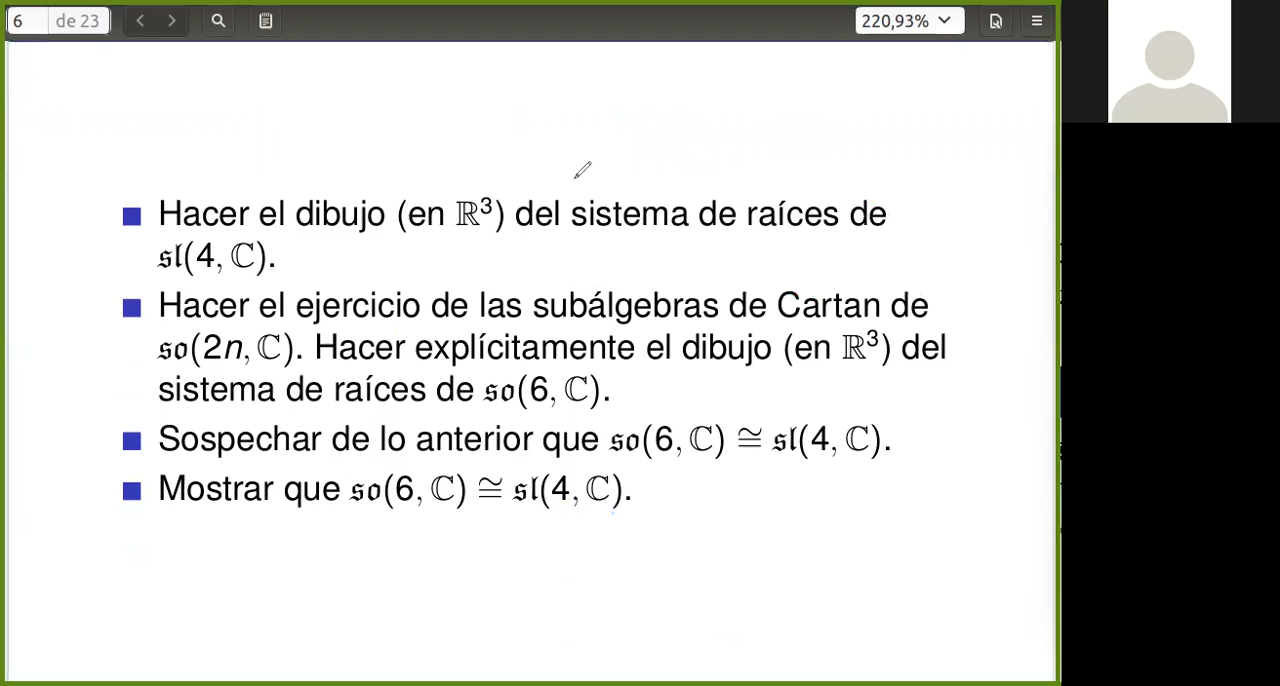 6 de 23 220,93%
Hacer el dibujo (en ℝ³) del sistema de raíces de
𝔰𝔩(4, ℂ).
Hacer el ejercicio de las subálgebras de Cartan de
𝔰𝔬(2n, ℂ). Hacer explícitamente el dibujo (en ℝ³) del
sistema de raíces de 𝔰𝔬(6, ℂ).
Sospechar de lo anterior que 𝔰𝔬(6, ℂ) ≅ 𝔰𝔩(4, ℂ).
Mostrar que 𝔰𝔬(6, ℂ) ≅ 𝔰𝔩(4, ℂ).